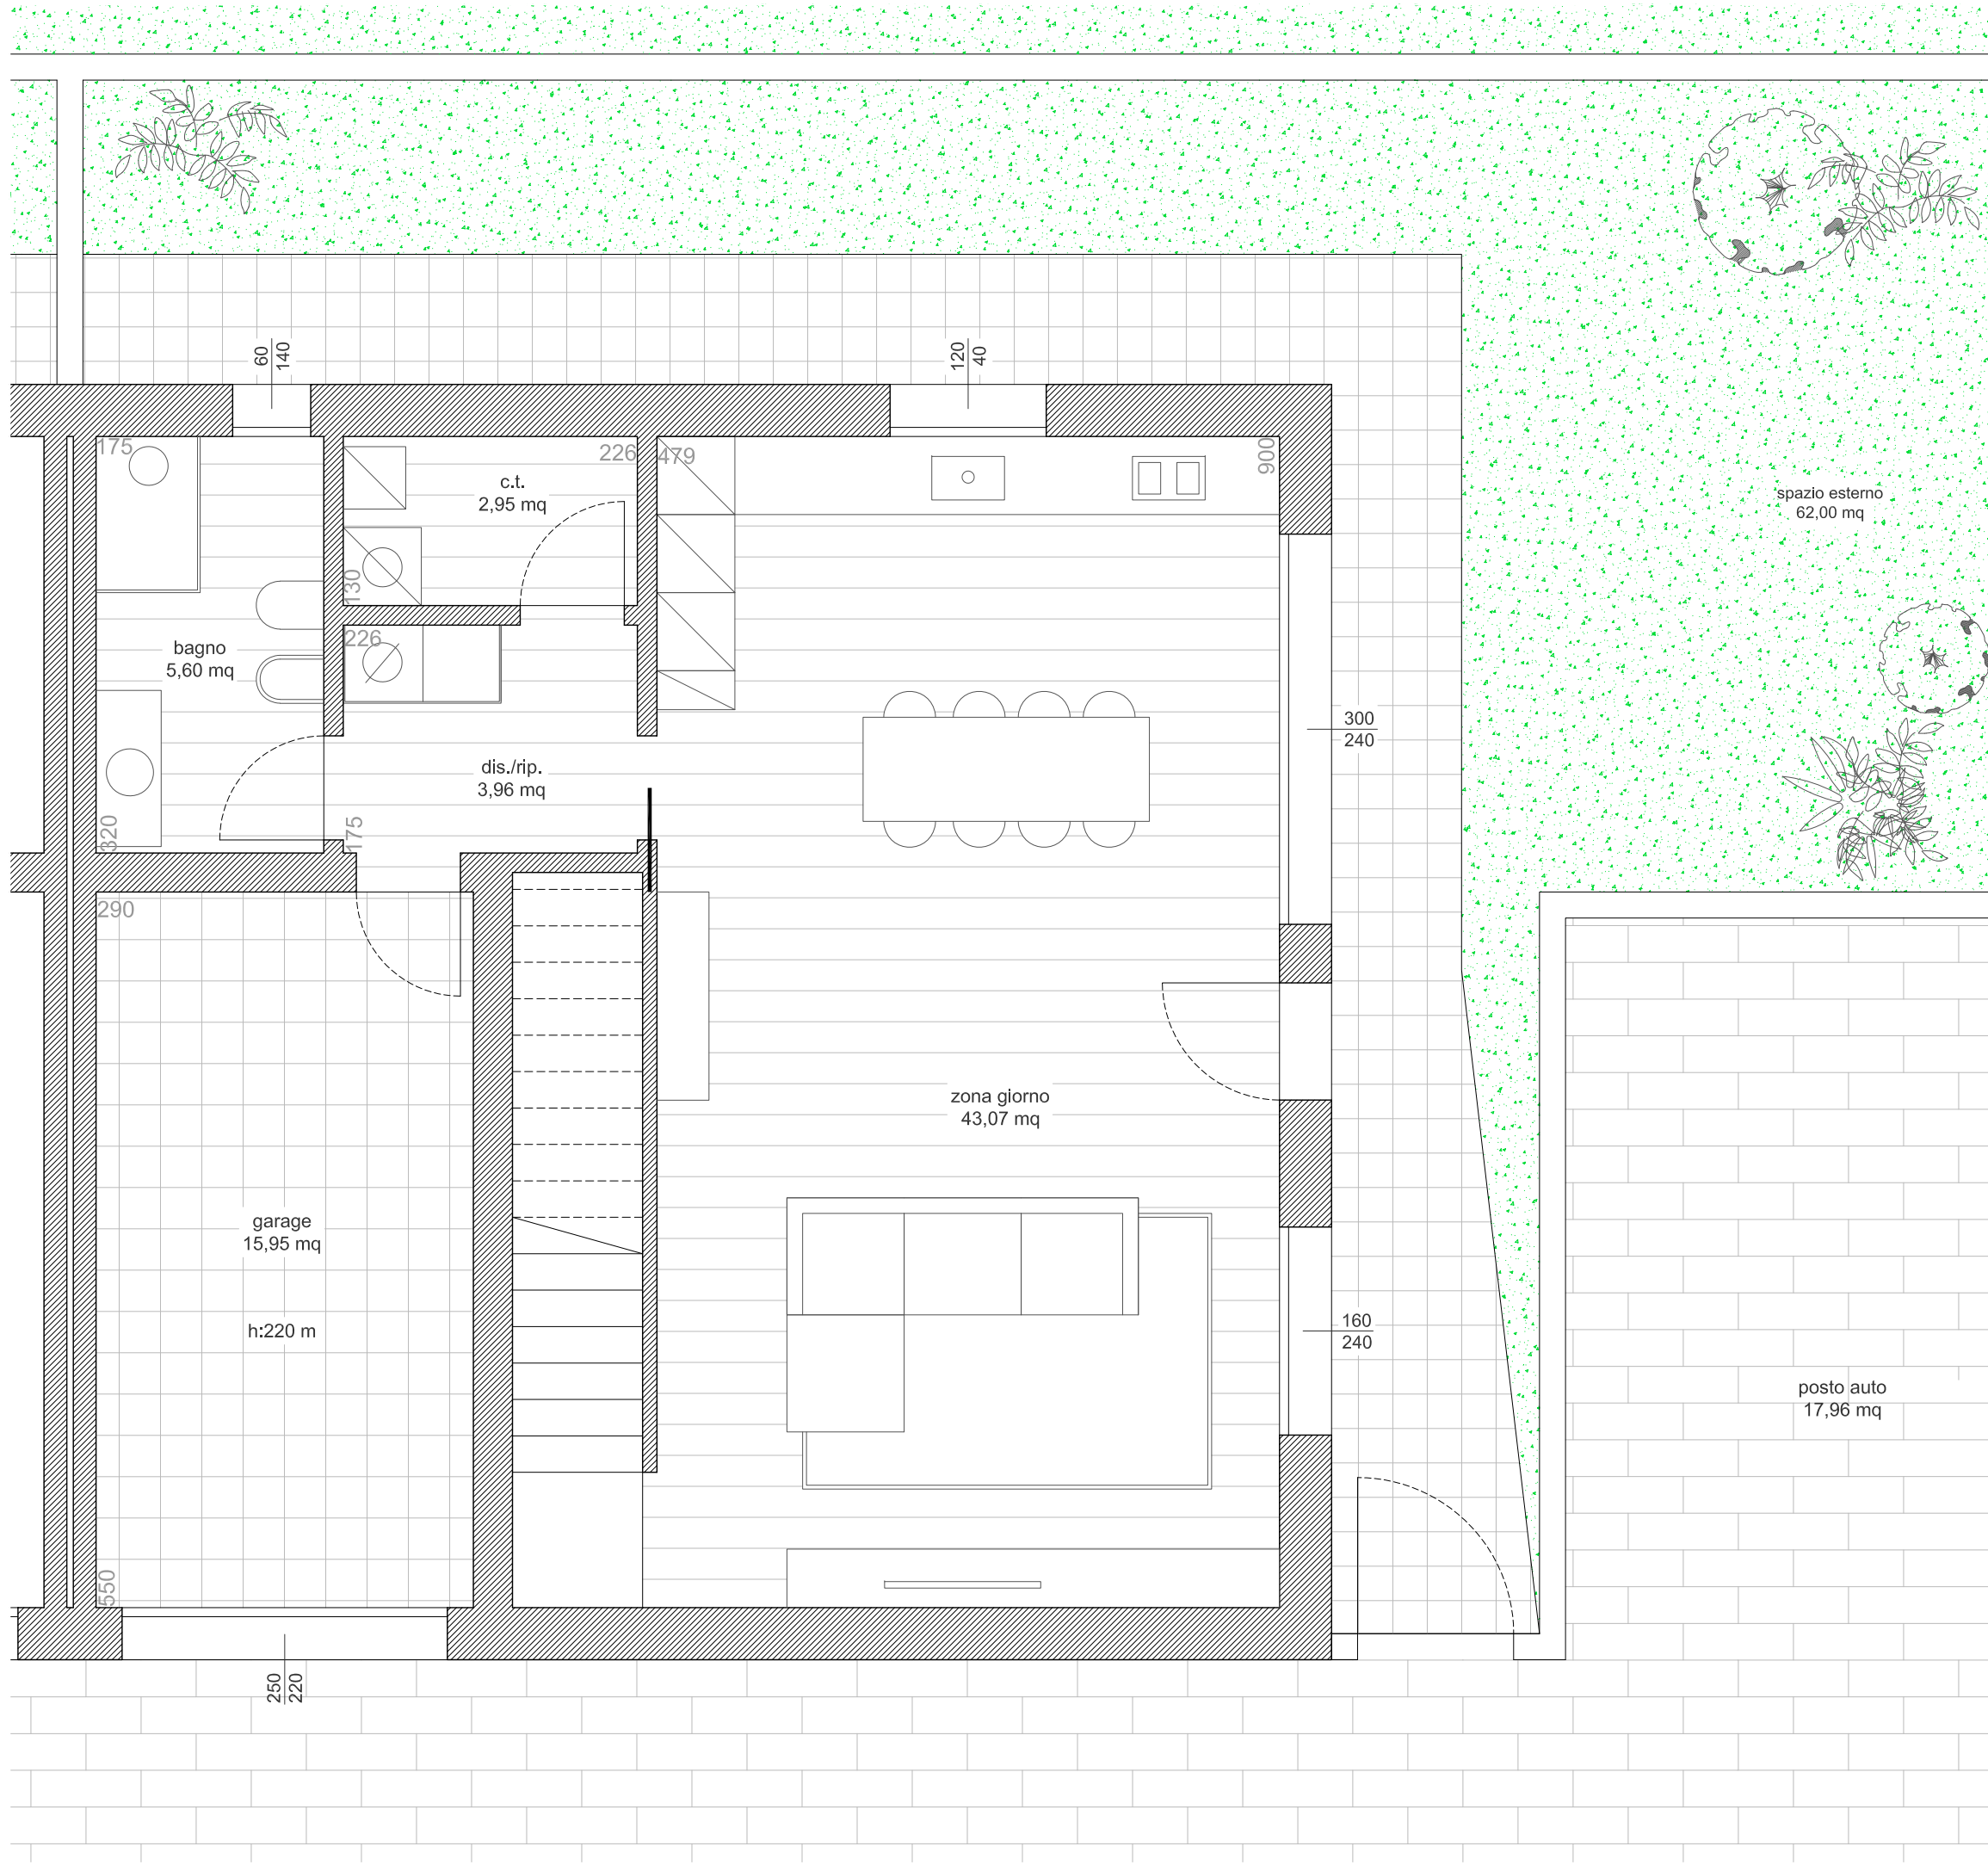 60
140
120
40
175
226
479
900
c.t.
2,95 mq
spazio esterno
62,00 mq
130
226
bagno
5,60 mq
300
240
dis./rip.
3,96 mq
320
175
290
zona giorno
43,07 mq
garage
15,95 mq
h:220 m
160
240
posto auto
17,96 mq
550
250
220